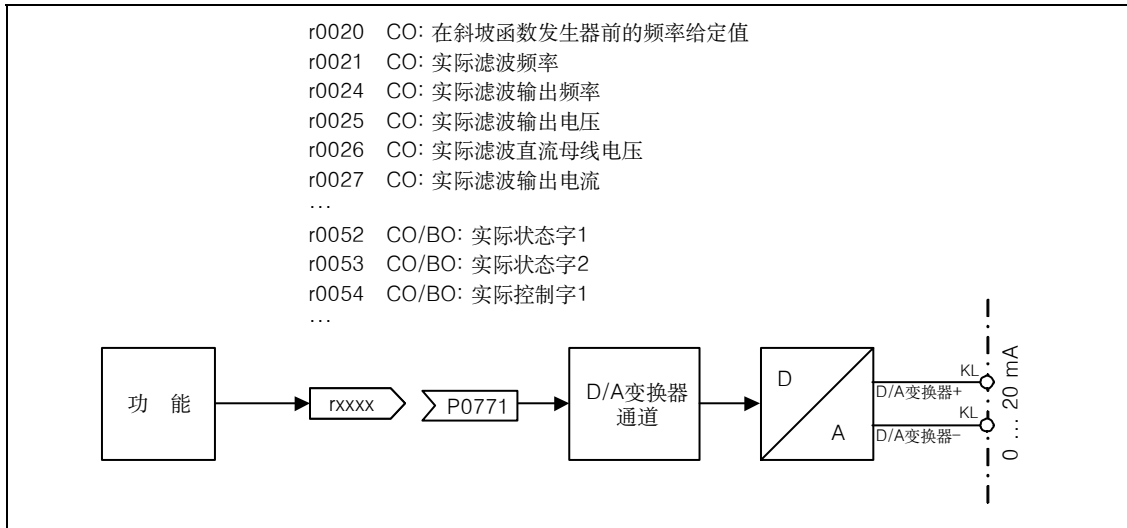 r0020 CO: 在斜坡函数发生器前的频率给定值
r0021 CO: 实际滤波频率
r0024 CO: 实际滤波输出频率
r0025 CO: 实际滤波输出电压
r0026 CO: 实际滤波直流母线电压
r0027 CO: 实际滤波输出电流
...
r0052 CO/BO: 实际状态字1
r0053 CO/BO: 实际状态字2
r0054 CO/BO: 实际控制字1
...
功 能
rxxxx
P0771
D/A变换器
通道
D
A
KL
D/A变换器+
KL
D/A变换器–
0 ... 20 mA